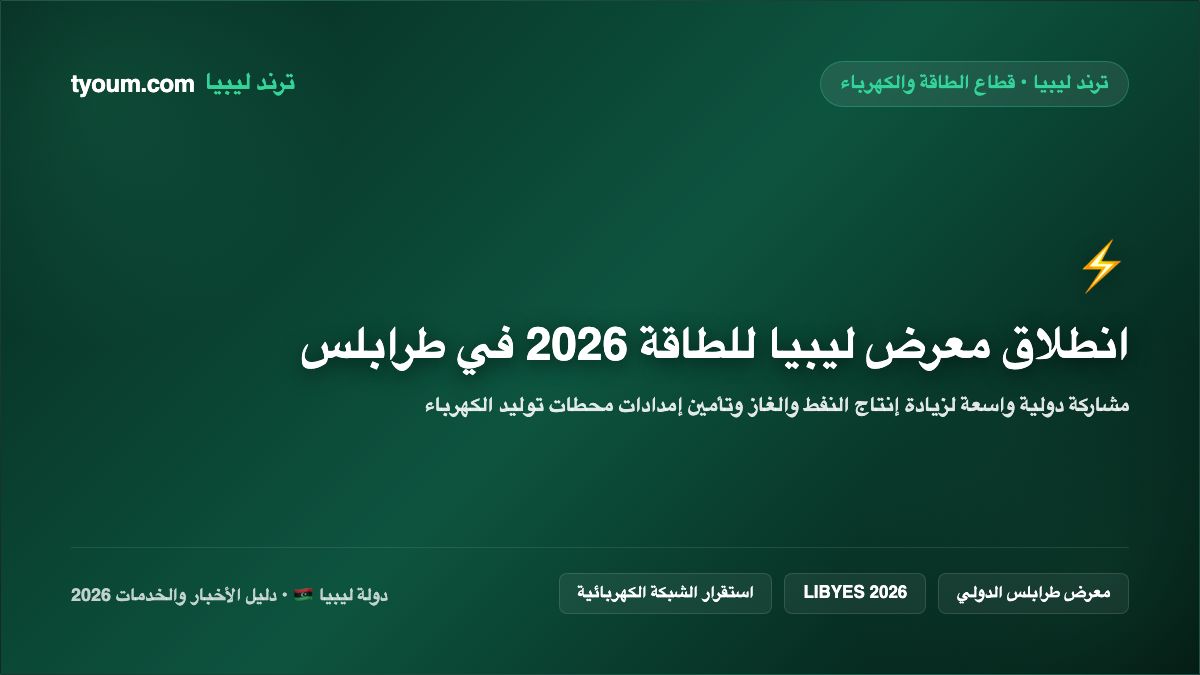 ترند ليبيا • قطاع الطاقة والكهرباء
ترند ليبيا tyoum.com
انطلاق معرض ليبيا للطاقة 2026 في طرابلس
مشاركة دولية واسعة لزيادة إنتاج النفط والغاز وتأمين إمدادات محطات توليد الكهرباء
معرض طرابلس الدولي
LIBYES 2026
استقرار الشبكة الكهربائية
دولة ليبيا 🇱🇾 • دليل الأخبار والخدمات 2026